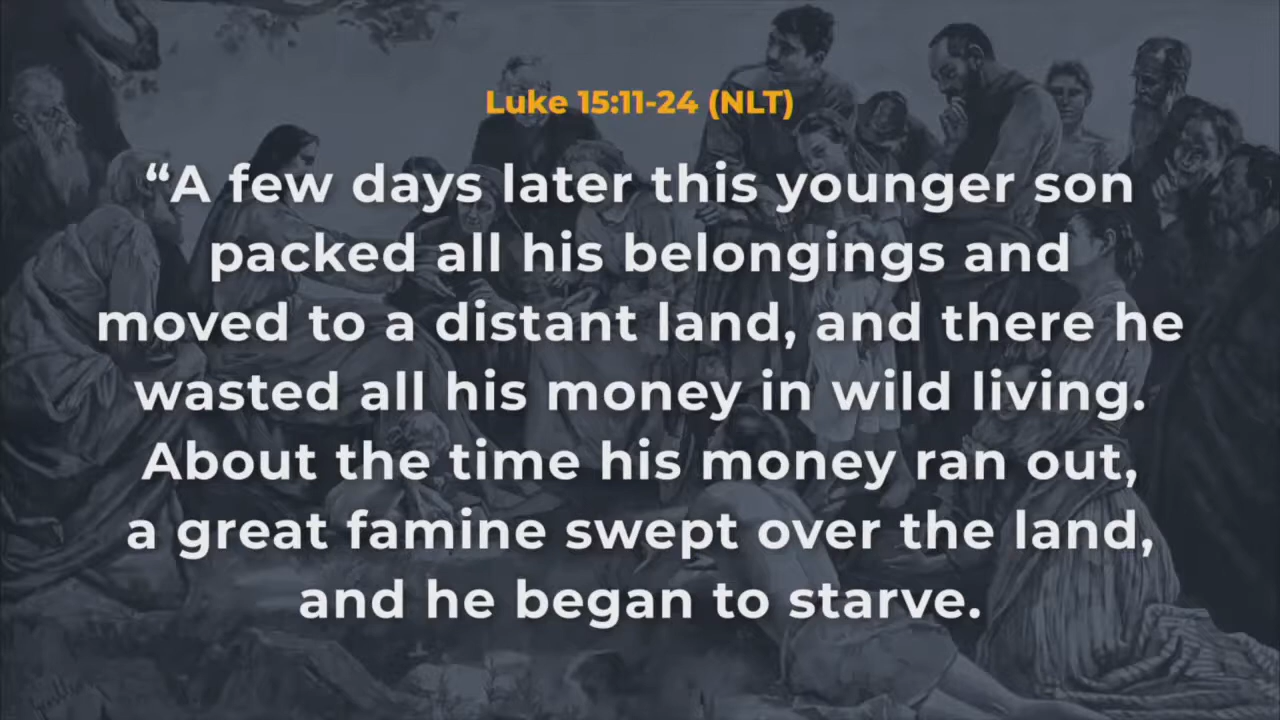 Luke 15:11-24 (NLT)
“A few days later this younger son
packed all his belongings and
moved to a distant land, and there he
wasted all his money in wild living.
About the time his money ran out,
a great famine swept over the land,
and he began to starve.